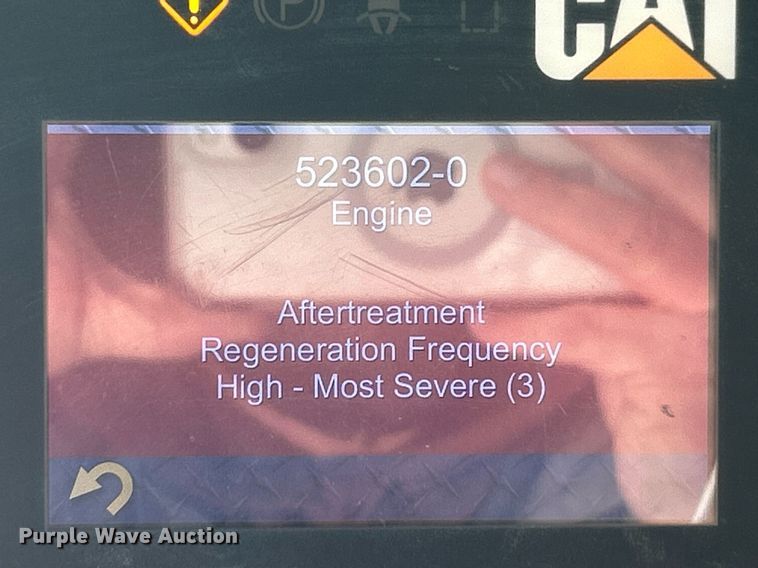 CAT
523602-0
Engine
Aftertreatment
Regeneration Frequency
High - Most Severe (3)
Purple Wave Auction